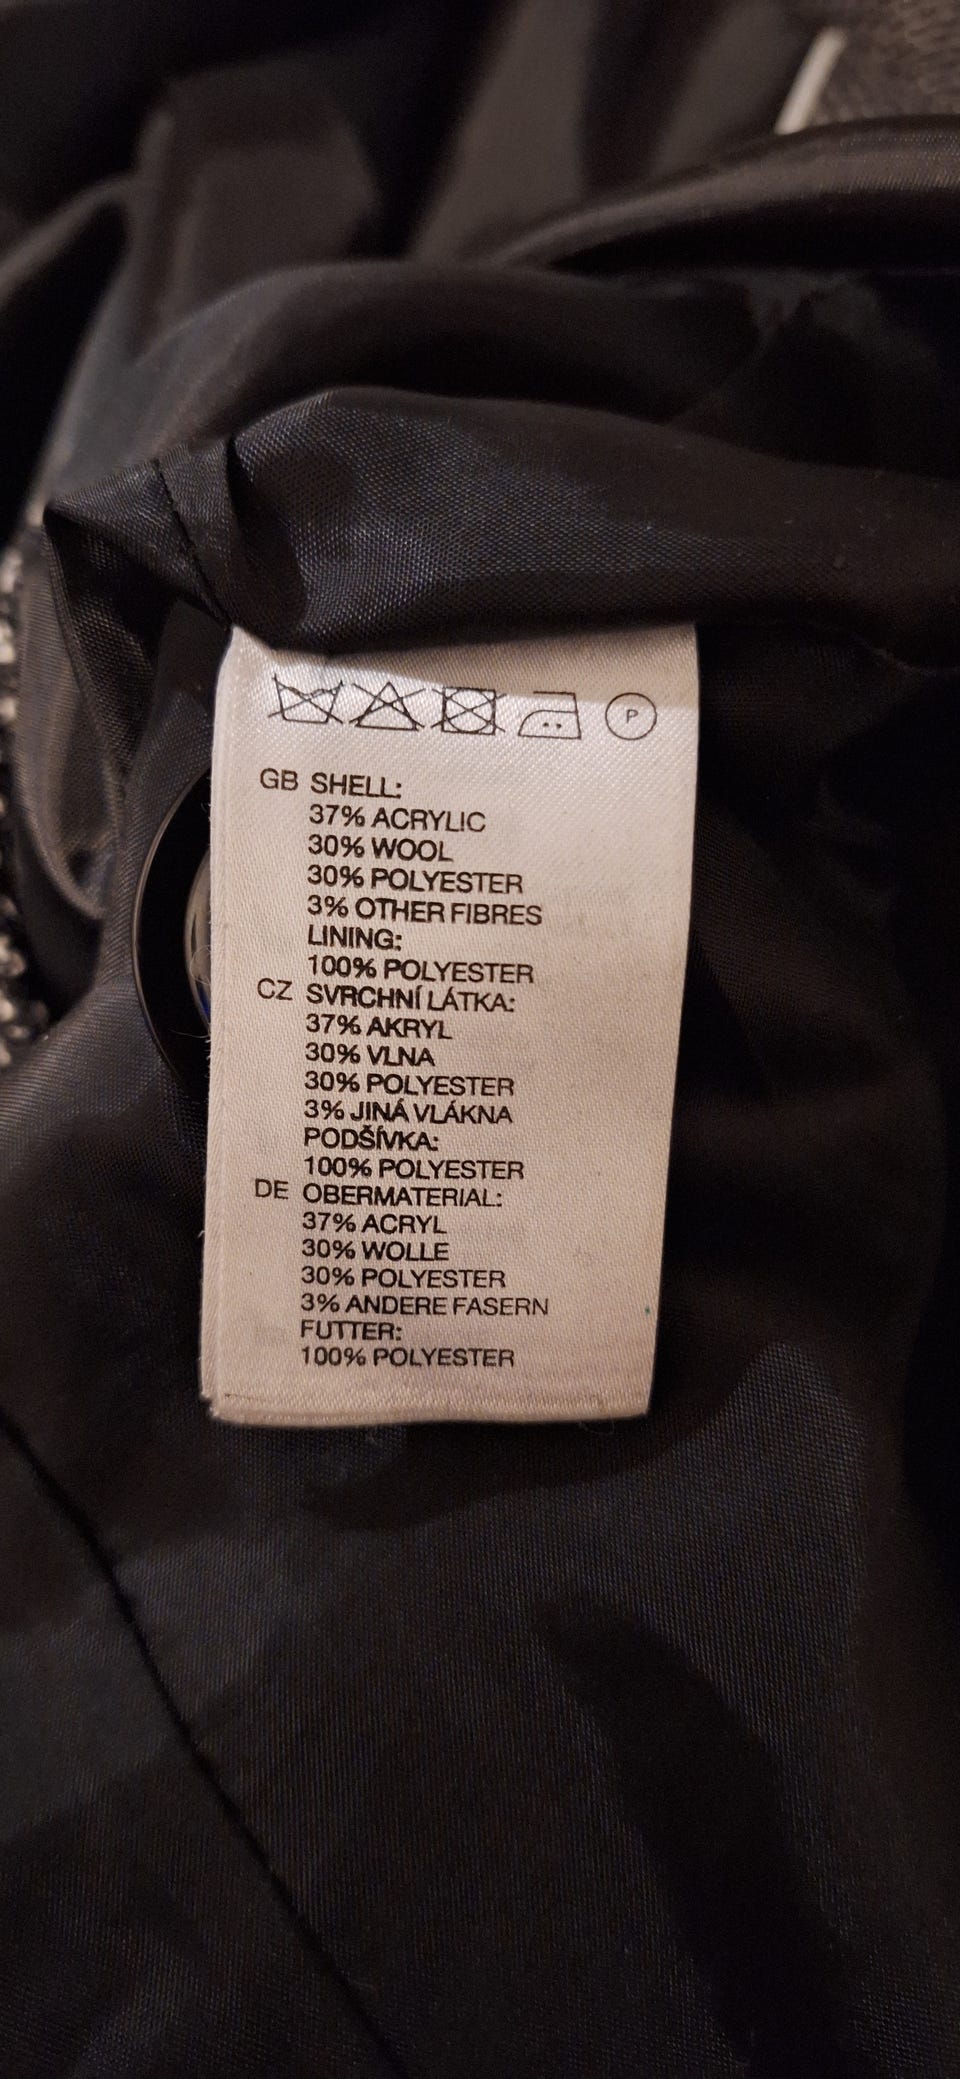 P
GB SHELL:
37% ACRYLIC
30% WOOL
30% POLYESTER
3% OTHER FIBRES
LINING:
100% POLYESTER
CZ SVRCHNÍ LÁTKA:
37% AKRYL
30% VLNA
30% POLYESTER
3% JINÁ VLÁKNA
PODŠÍVKA:
100% POLYESTER
DE OBERMATERIAL:
37% ACRYL
30% WOLLE
30% POLYESTER
3% ANDERE FASERN
FUTTER:
100% POLYESTER